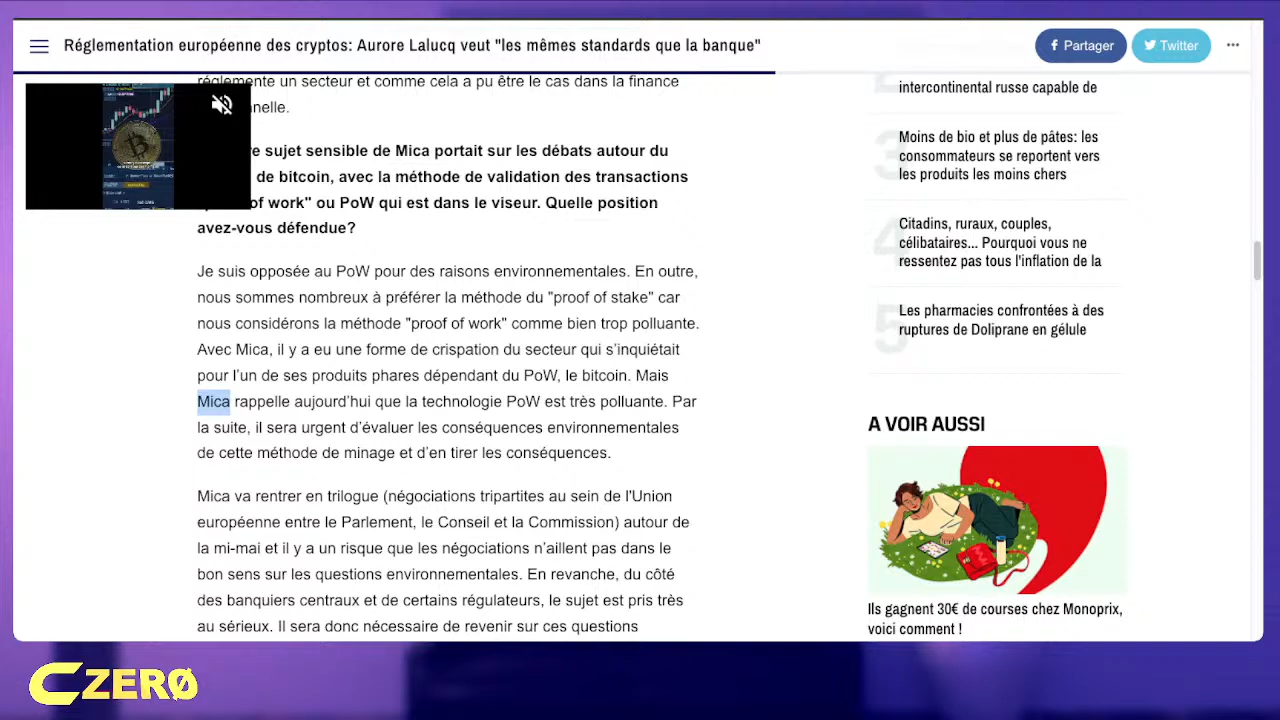 Réglementation européenne des cryptos: Aurore Lalucq veut "les mêmes standards que la banque"
Partager
Twitter
réglemente un secteur et comme cela a pu être le cas dans la finance
nelle.
e sujet sensible de Mica portait sur les débats autour du
de bitcoin, avec la méthode de validation des transactions
of work" ou PoW qui est dans le viseur. Quelle position
avez-vous défendue?
Je suis opposée au PoW pour des raisons environnementales. En outre,
nous sommes nombreux à préférer la méthode du "proof of stake" car
nous considérons la méthode "proof of work" comme bien trop polluante.
Avec Mica, il y a eu une forme de crispation du secteur qui s’inquiétait
pour l’un de ses produits phares dépendant du PoW, le bitcoin. Mais
Mica rappelle aujourd’hui que la technologie PoW est très polluante. Par
la suite, il sera urgent d’évaluer les conséquences environnementales
de cette méthode de minage et d’en tirer les conséquences.
Mica va rentrer en trilogue (négociations tripartites au sein de l'Union
européenne entre le Parlement, le Conseil et la Commission) autour de
la mi-mai et il y a un risque que les négociations n’aillent pas dans le
bon sens sur les questions environnementales. En revanche, du côté
des banquiers centraux et de certains régulateurs, le sujet est pris très
au sérieux. Il sera donc nécessaire de revenir sur ces questions
2
intercontinental russe capable de
3
Moins de bio et plus de pâtes: les
consommateurs se reportent vers
les produits les moins chers
4
Citadins, ruraux, couples,
célibataires... Pourquoi vous ne
ressentez pas tous l'inflation de la
5
Les pharmacies confrontées à des
ruptures de Doliprane en gélule
A VOIR AUSSI
Ils gagnent 30€ de courses chez Monoprix,
voici comment !
CZERØ